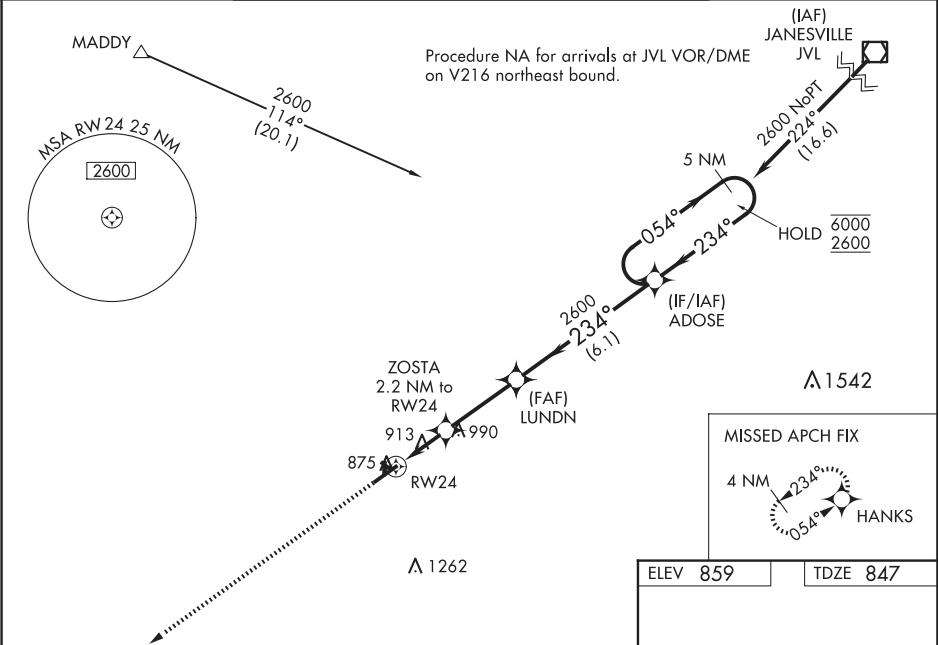 MADDY
2600
114°
(20.1)
Procedure NA for arrivals at JVL VOR/DME
on V216 northeast bound.
(IAF)
JANESVILLE
JVL
2600 NoPT
224°
(16.6)
MSA RW 24 25 NM
2600
5 NM
054°
234°
HOLD
6000
2600
(IF/IAF)
ADOSE
2600
234°
(6.1)
ZOSTA
2.2 NM to
RW24
(FAF)
LUNDN
1542
913
990
875
RW24
1262
MISSED APCH FIX
4 NM
234°
054°
HANKS
ELEV 859
TDZE 847